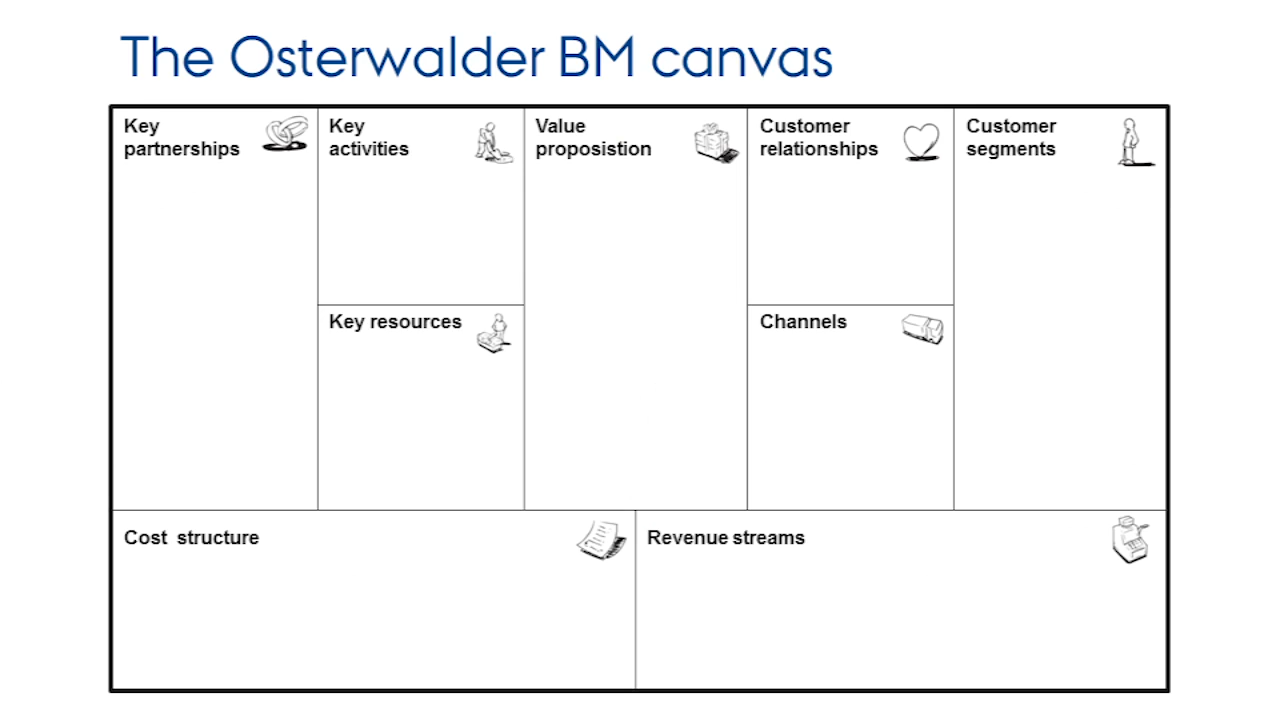 The Osterwalder BM canvas
Key
partnerships
Key
activities
Value
proposistion
Customer
relationships
Customer
segments
Key resources
Channels
Cost structure
Revenue streams